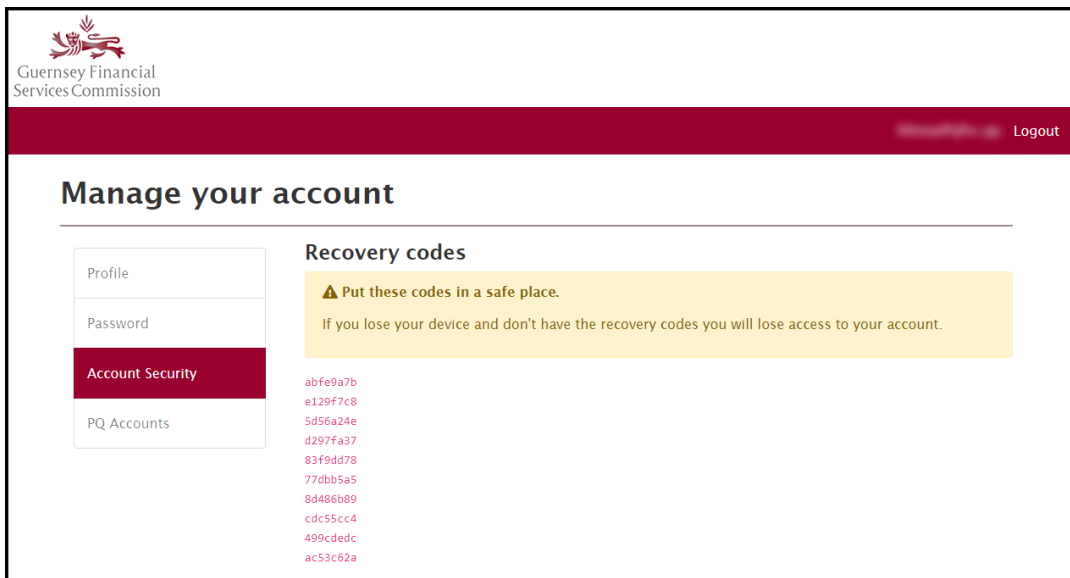 Guernsey Financial
Services Commission
Logout
Manage your account
Profile
Password
Account Security
PQ Accounts
Recovery codes
Put these codes in a safe place.
If you lose your device and don't have the recovery codes you will lose access to your account.
abfe9a7b
e129f7c8
5d56a24e
d297fa37
83f9dd78
77dbb5a5
8d486b89
cdc55cc4
499cdedc
ac53c62a